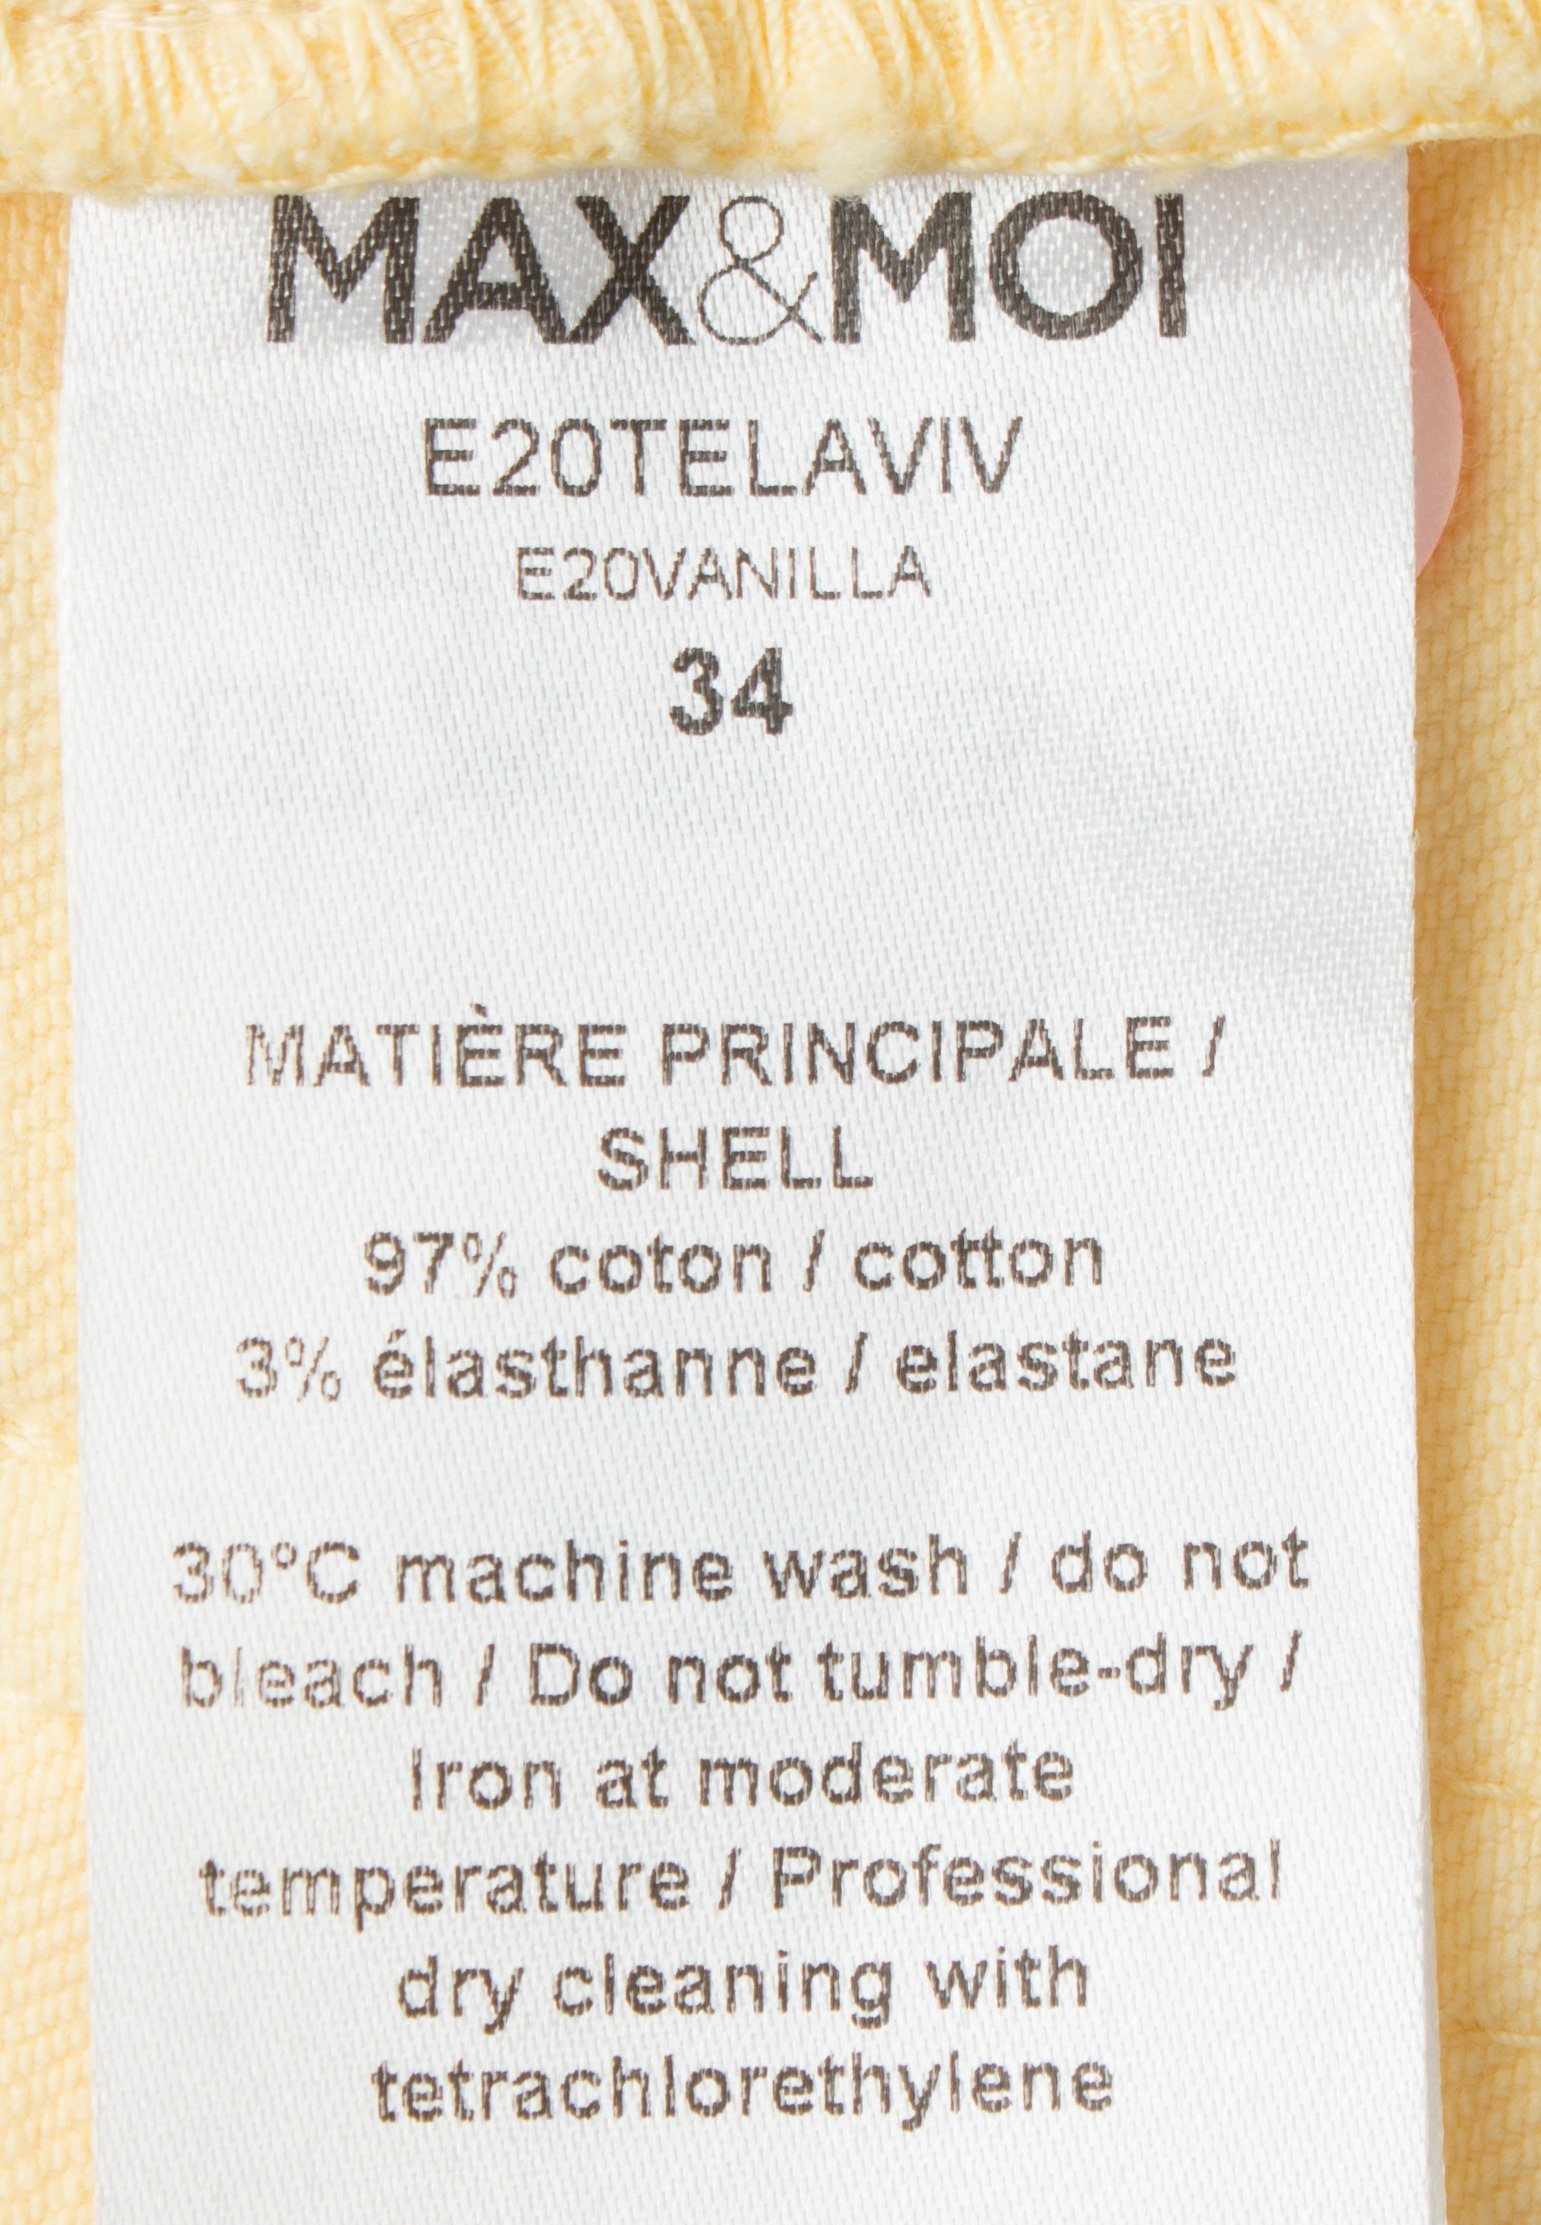 MAX&MOI
E20TELAVIV
E20VANILLA
34
MATIÈRE PRINCIPALE /
SHELL
97% coton / cotton
3% élasthanne / elastane
30°C machine wash / do not
bleach / Do not tumble-dry /
Iron at moderate
temperature / Professional
dry cleaning with
tetrachlorethylene